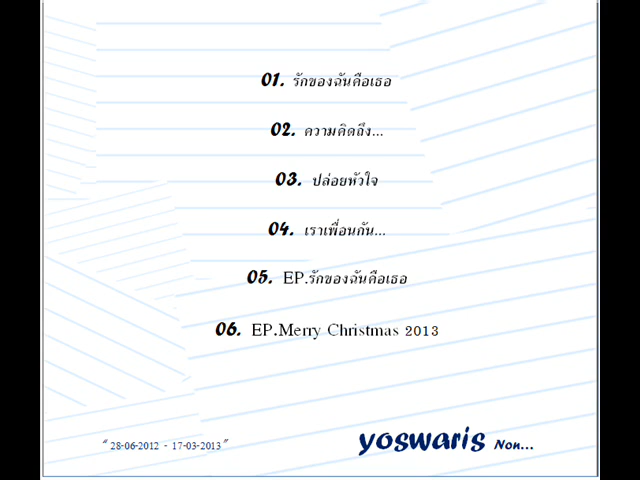 01. รักของฉันคือเธอ
02. ความคิดถึง...
03. ปล่อยหัวใจ
04. เราเพื่อนกัน...
05. EP.รักของฉันคือเธอ
06. EP.Merry Christmas 2013
“ 28-06-2012 - 17-03-2013”
yoswaris Non...